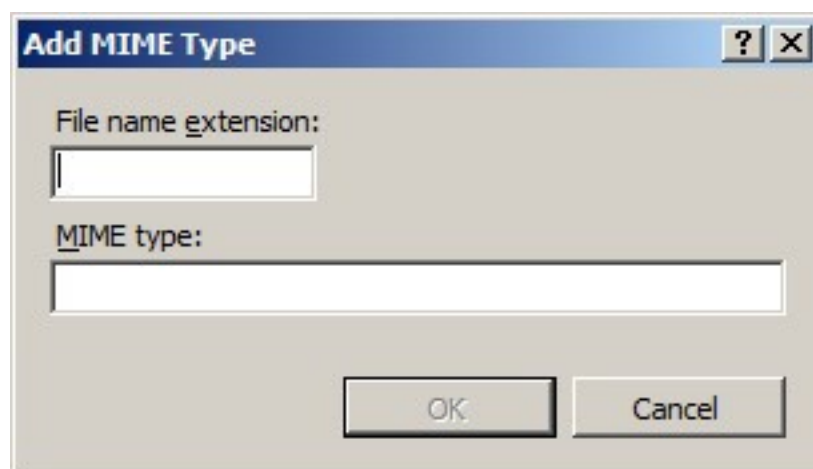 Add MIME Type
File name extension:
MIME type:
OK Cancel